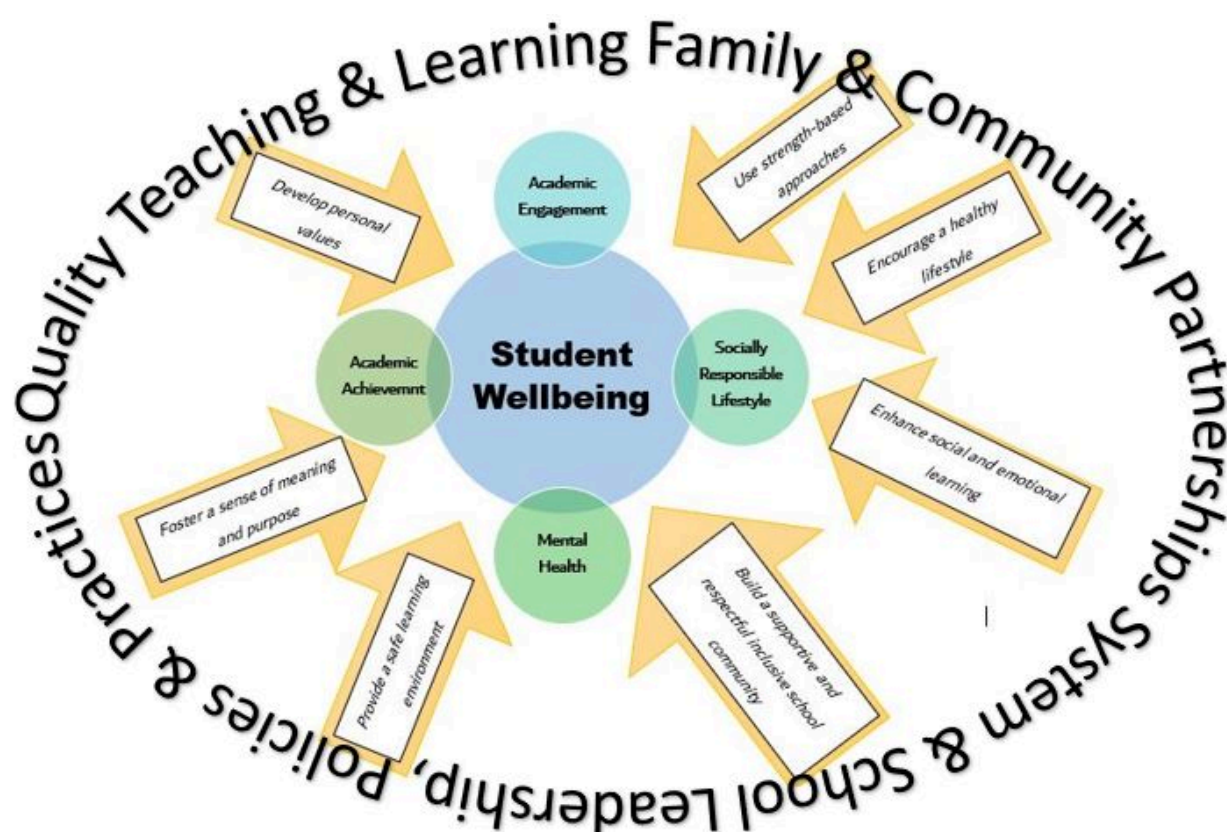 Quality Teaching & Learning Family & Community Partnerships System & School Leadership, Policies & Practices
Develop personal
values
Academic
Engagement
Use strength-based
approaches
Encourage a healthy
lifestyle
Academic
Achievemnt
Student
Wellbeing
Socially
Responsible
Lifestyle
Enhance social and emotional
learning
Foster a sense of meaning
and purpose
Mental
Health
Provide a safe learning
environment
Build a supportive and
respectful inclusive school
community